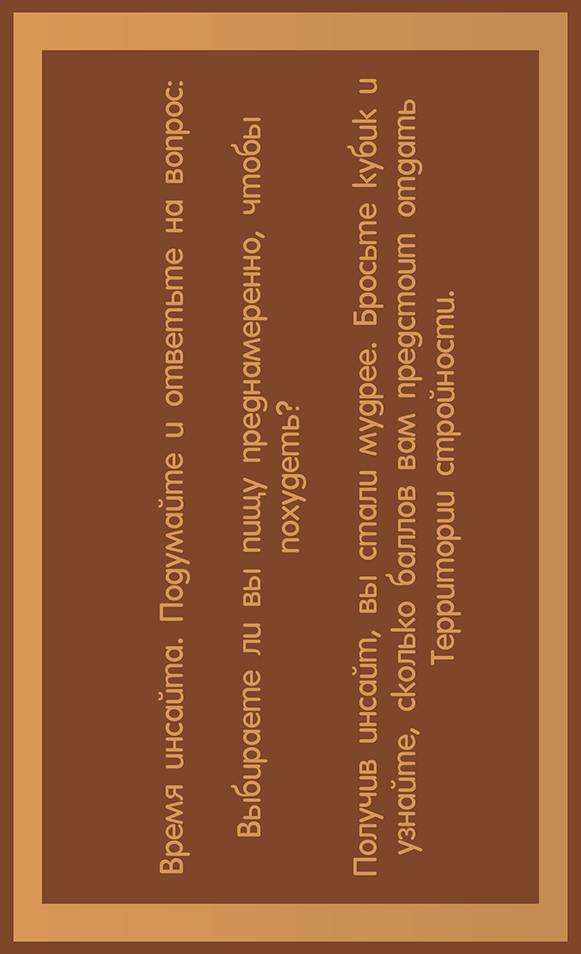 Время инсайта. Подумайте и ответьте на вопрос:
Выбираете ли вы пищу преднамеренно, чтобы
похудеть?
Получив инсайт, вы стали мудрее. Бросьте кубик и
узнайте, сколько баллов вам предстоит отдать
Территории стройности.